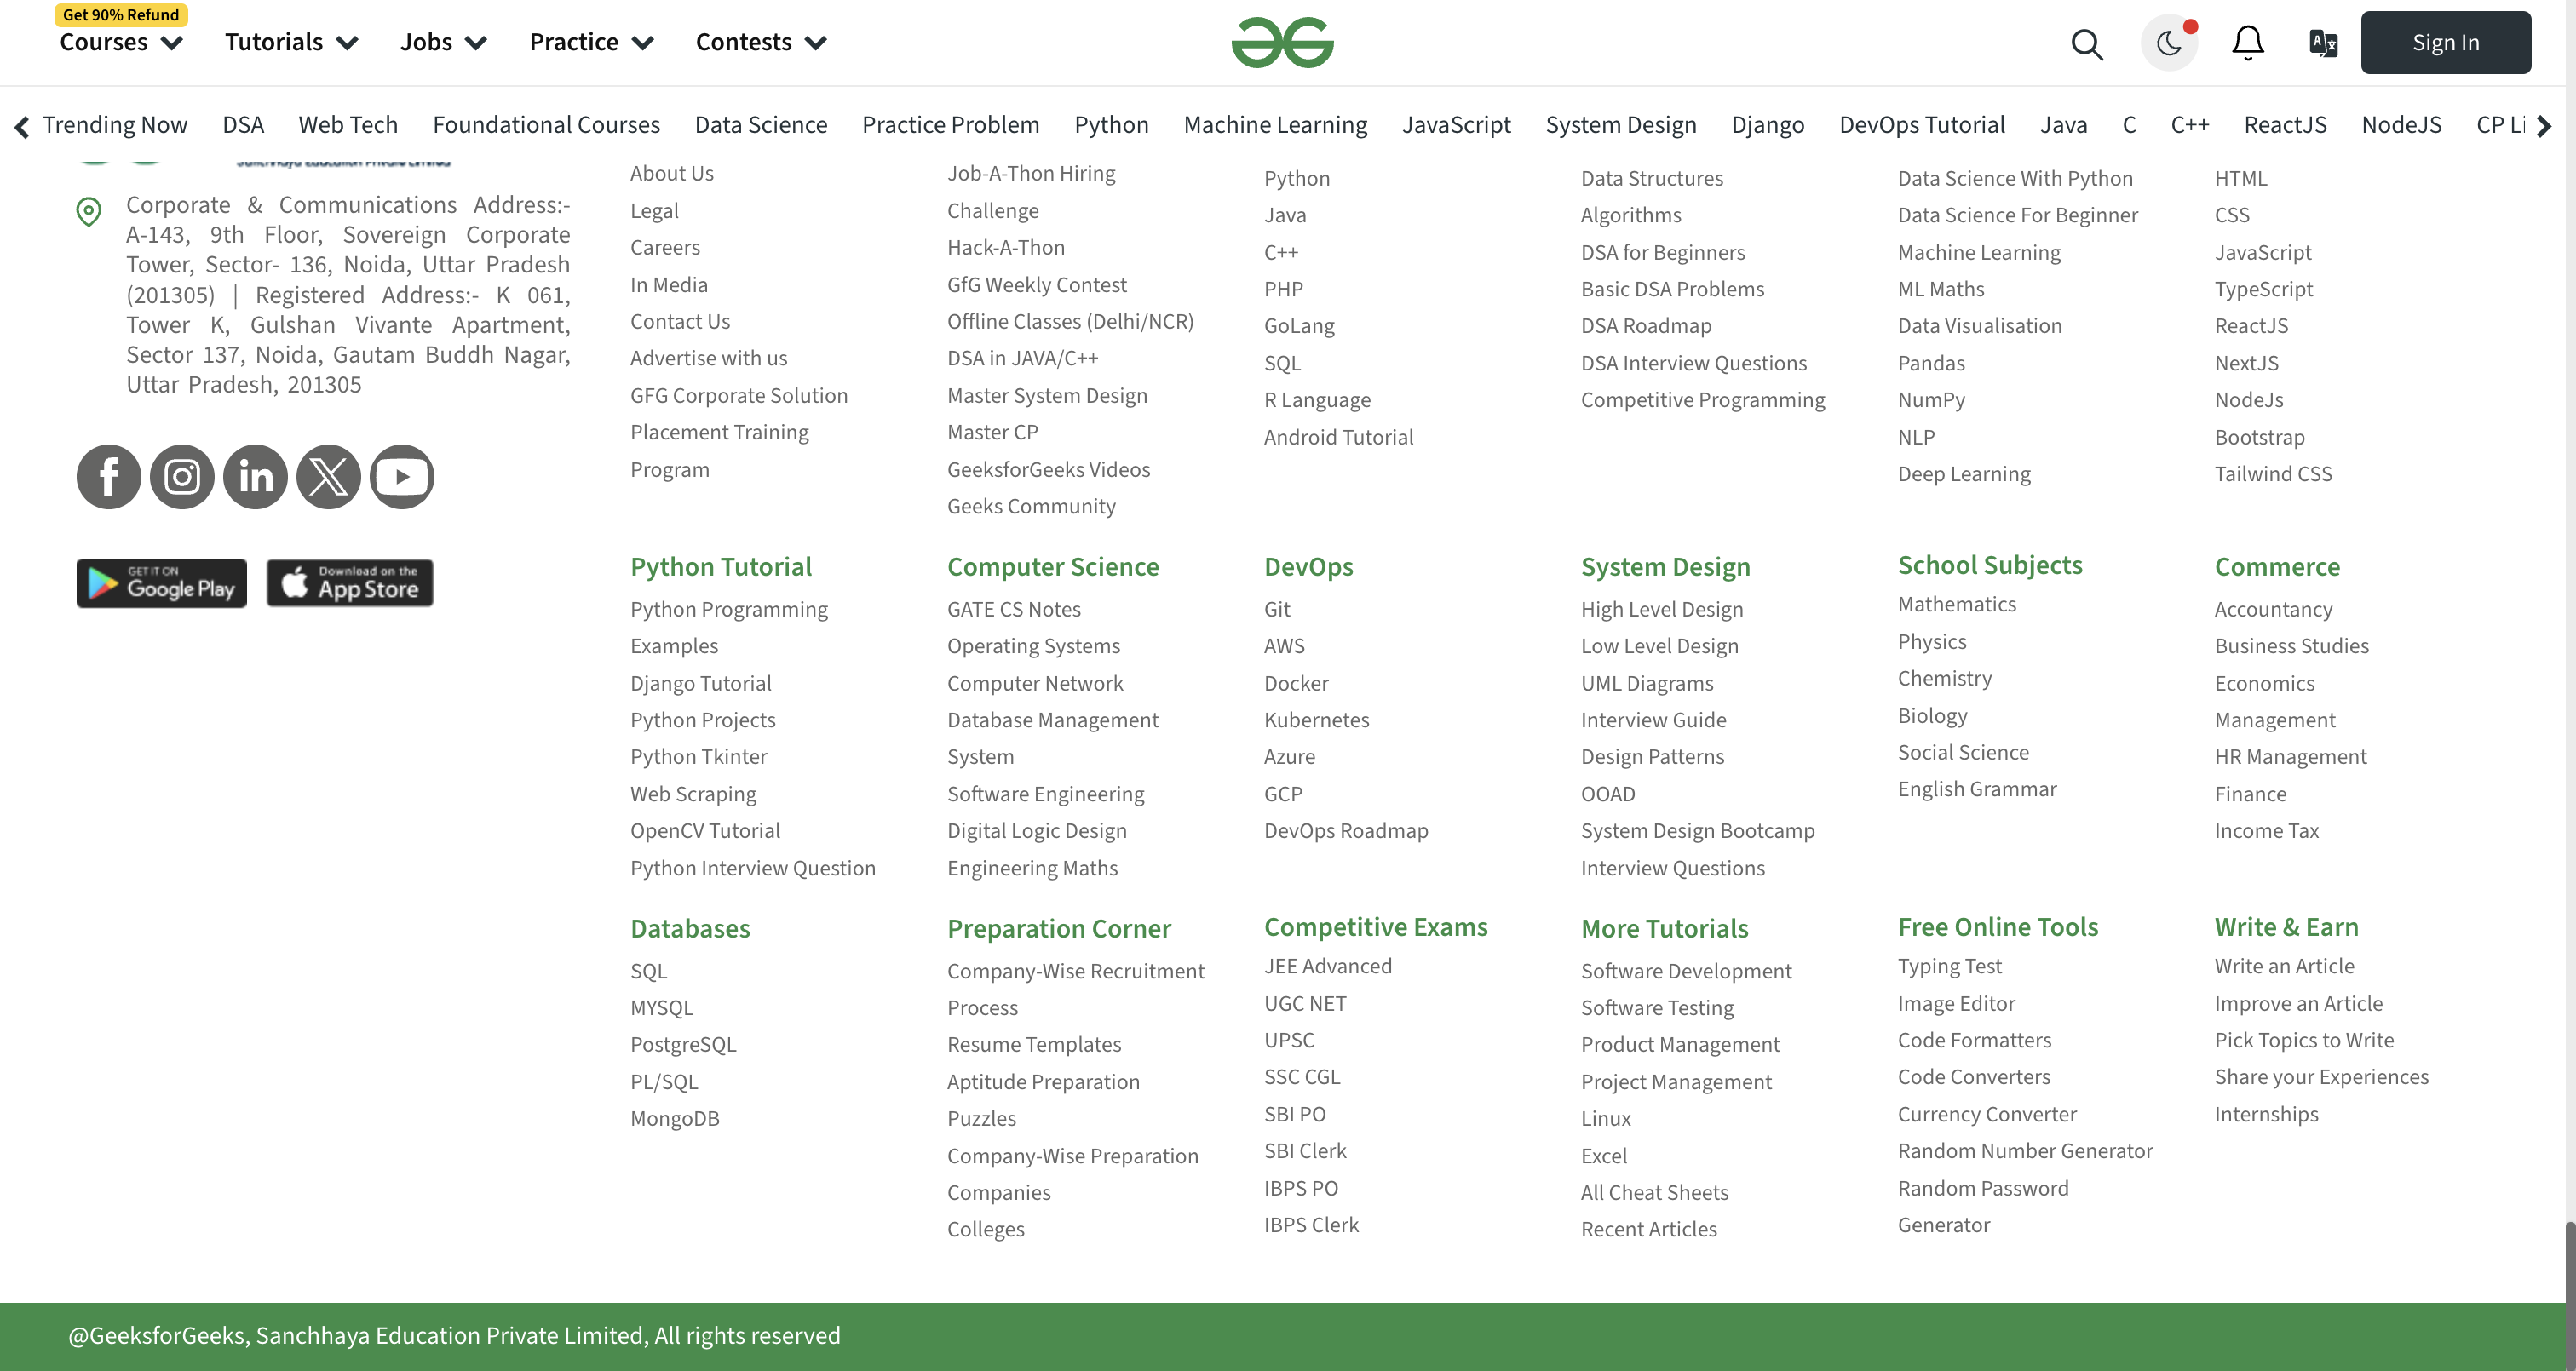 Get 90% Refund
Courses
Tutorials
Jobs
Practice
Contests
Sign In
Trending Now
DSA
Web Tech
Foundational Courses
Data Science
Practice Problem
Python
Machine Learning
JavaScript
System Design
Django
DevOps Tutorial
Java
C
C++
ReactJS
NodeJS
CP Li
Sanchhaya Education Private Limited
Corporate & Communications Address:-
A-143, 9th Floor, Sovereign Corporate
Tower, Sector- 136, Noida, Uttar Pradesh
(201305) | Registered Address:- K 061,
Tower K, Gulshan Vivante Apartment,
Sector 137, Noida, Gautam Buddh Nagar,
Uttar Pradesh, 201305
GET IT ON
Google Play
Download on the
App Store
About Us
Legal
Careers
In Media
Contact Us
Advertise with us
GFG Corporate Solution
Placement Training
Program
Job-A-Thon Hiring
Challenge
Hack-A-Thon
GfG Weekly Contest
Offline Classes (Delhi/NCR)
DSA in JAVA/C++
Master System Design
Master CP
GeeksforGeeks Videos
Geeks Community
Python
Java
C++
PHP
GoLang
SQL
R Language
Android Tutorial
Data Structures
Algorithms
DSA for Beginners
Basic DSA Problems
DSA Roadmap
DSA Interview Questions
Competitive Programming
Data Science With Python
Data Science For Beginner
Machine Learning
ML Maths
Data Visualisation
Pandas
NumPy
NLP
Deep Learning
HTML
CSS
JavaScript
TypeScript
ReactJS
NextJS
NodeJs
Bootstrap
Tailwind CSS
Python Tutorial
Python Programming
Examples
Django Tutorial
Python Projects
Python Tkinter
Web Scraping
OpenCV Tutorial
Python Interview Question
Computer Science
GATE CS Notes
Operating Systems
Computer Network
Database Management
System
Software Engineering
Digital Logic Design
Engineering Maths
DevOps
Git
AWS
Docker
Kubernetes
Azure
GCP
DevOps Roadmap
System Design
High Level Design
Low Level Design
UML Diagrams
Interview Guide
Design Patterns
OOAD
System Design Bootcamp
Interview Questions
School Subjects
Mathematics
Physics
Chemistry
Biology
Social Science
English Grammar
Commerce
Accountancy
Business Studies
Economics
Management
HR Management
Finance
Income Tax
Databases
SQL
MYSQL
PostgreSQL
PL/SQL
MongoDB
Preparation Corner
Company-Wise Recruitment
Process
Resume Templates
Aptitude Preparation
Puzzles
Company-Wise Preparation
Companies
Colleges
Competitive Exams
JEE Advanced
UGC NET
UPSC
SSC CGL
SBI PO
SBI Clerk
IBPS PO
IBPS Clerk
More Tutorials
Software Development
Software Testing
Product Management
Project Management
Linux
Excel
All Cheat Sheets
Recent Articles
Free Online Tools
Typing Test
Image Editor
Code Formatters
Code Converters
Currency Converter
Random Number Generator
Random Password
Generator
Write & Earn
Write an Article
Improve an Article
Pick Topics to Write
Share your Experiences
Internships
@GeeksforGeeks, Sanchhaya Education Private Limited, All rights reserved